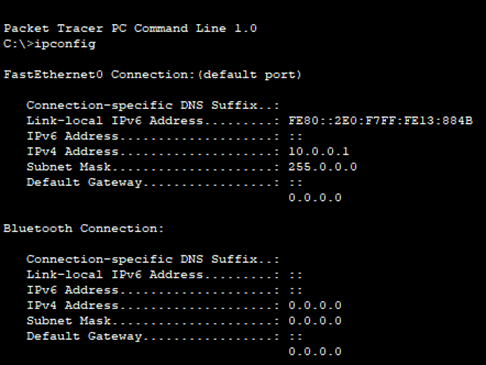 Packet Tracer PC Command Line 1.0
C:\>ipconfig
FastEthernet0 Connection:(default port)
Connection-specific DNS Suffix..:
Link-local IPv6 Address.........: FE80::2E0:F7FF:FE13:884B
IPv6 Address....................: ::
IPv4 Address....................: 10.0.0.1
Subnet Mask.....................: 255.0.0.0
Default Gateway.................: ::
0.0.0.0
Bluetooth Connection:
Connection-specific DNS Suffix..:
Link-local IPv6 Address.........: ::
IPv6 Address....................: ::
IPv4 Address....................: 0.0.0.0
Subnet Mask.....................: 0.0.0.0
Default Gateway.................: ::
0.0.0.0